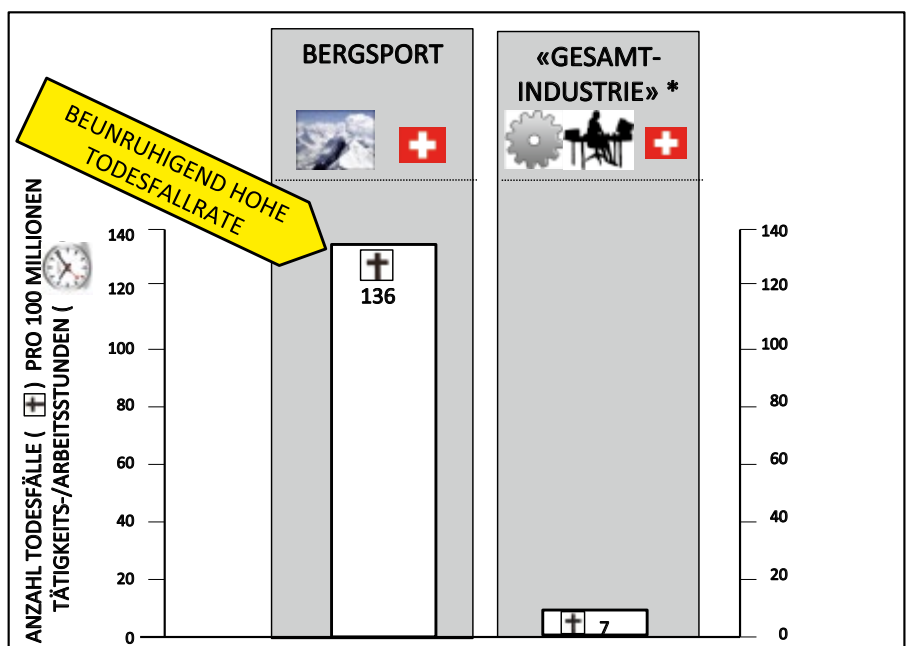 BERGSPORT
«GESAMT-
INDUSTRIE» *
BEUNRUHIGEND HOHE
TODESFALLRATE
ANZAHL TODESFÄLLE ( ) PRO 100 MILLIONEN
TÄTIGKEITS-/ARBEITSSTUNDEN (
140
120
100
80
60
40
20
0
136
7
140
120
100
80
60
40
20
0